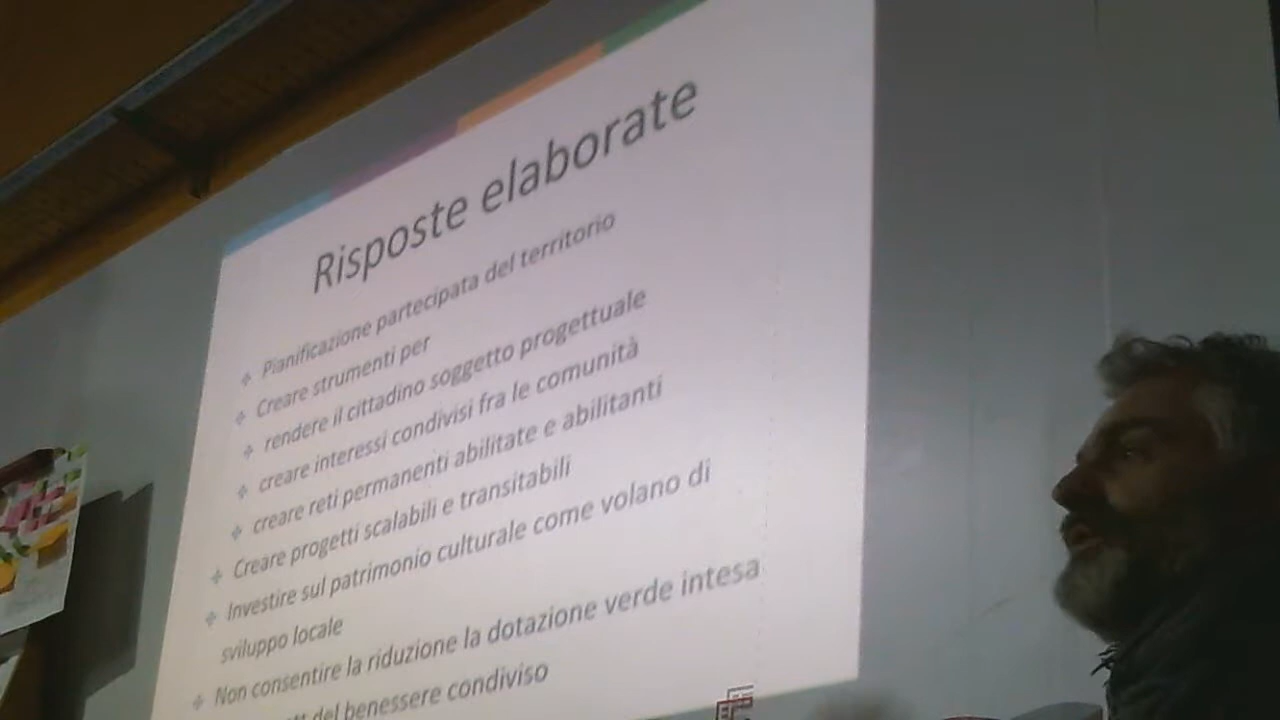 Risposte elaborate
Pianificazione partecipata del territorio
Creare strumenti per
rendere il cittadino soggetto progettuale
creare interessi condivisi fra le comunità
creare reti permanenti abilitate e abilitanti
Creare progetti scalabili e transitabili
Investire sul patrimonio culturale come volano di
sviluppo locale
Non consentire la riduzione la dotazione verde intesa
del benessere condiviso